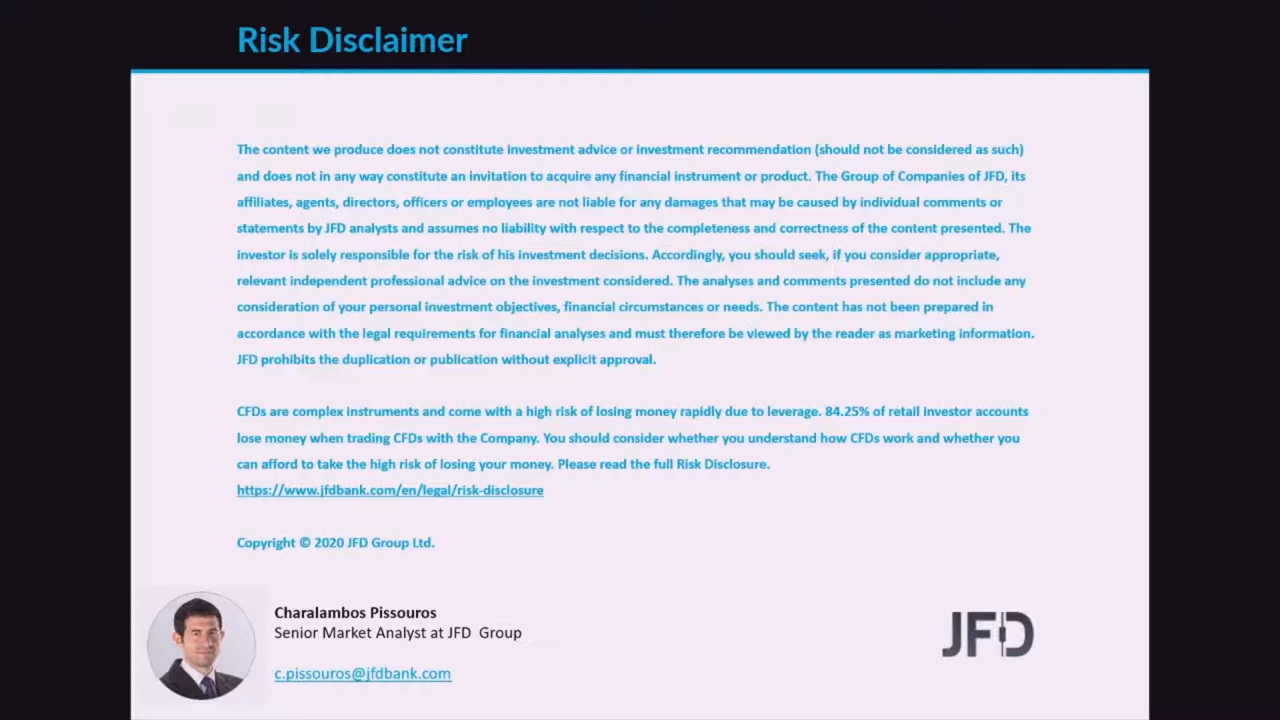 Risk Disclaimer
The content we produce does not constitute investment advice or investment recommendation (should not be considered as such)
and does not in any way constitute an invitation to acquire any financial instrument or product. The Group of Companies of JFD, its
affiliates, agents, directors, officers or employees are not liable for any damages that may be caused by individual comments or
statements by JFD analysts and assumes no liability with respect to the completeness and correctness of the content presented. The
investor is solely responsible for the risk of his investment decisions. Accordingly, you should seek, if you consider appropriate,
relevant independent professional advice on the investment considered. The analyses and comments presented do not include any
consideration of your personal investment objectives, financial circumstances or needs. The content has not been prepared in
accordance with the legal requirements for financial analyses and must therefore be viewed by the reader as marketing information.
JFD prohibits the duplication or publication without explicit approval.
CFDs are complex instruments and come with a high risk of losing money rapidly due to leverage. 84.25% of retail investor accounts
lose money when trading CFDs with the Company. You should consider whether you understand how CFDs work and whether you
can afford to take the high risk of losing your money. Please read the full Risk Disclosure.
https://www.jfdbank.com/en/legal/risk-disclosure
Copyright © 2020 JFD Group Ltd.
Charalambos Pissouros
Senior Market Analyst at JFD Group
c.pissouros@jfdbank.com
JFD